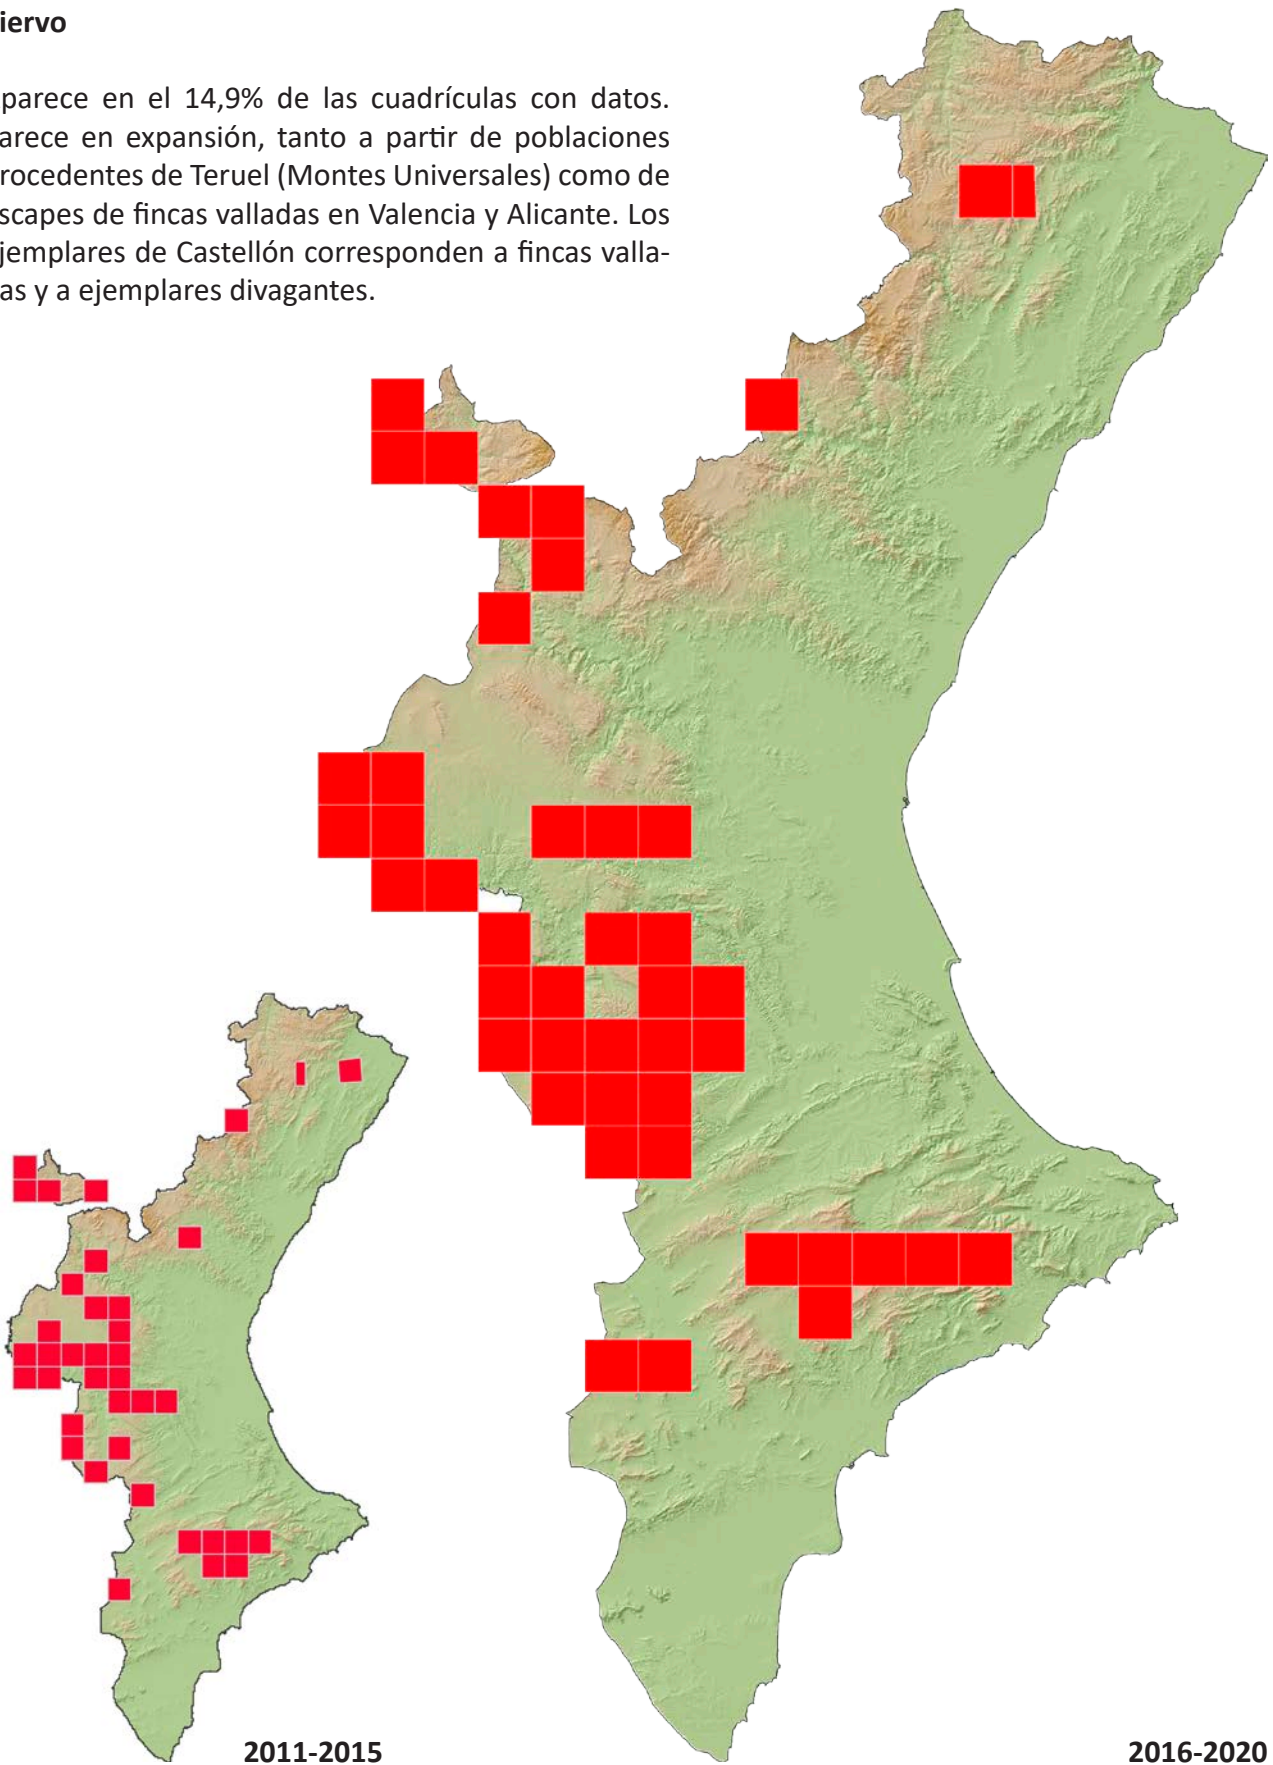 iervo
parece en el 14,9% de las cuadrículas con datos.
arece en expansión, tanto a partir de poblaciones
rocedentes de Teruel (Montes Universales) como de
scapes de fincas valladas en Valencia y Alicante. Los
jemplares de Castellón corresponden a fincas valla-
as y a ejemplares divagantes.
2011-2015
2016-2020